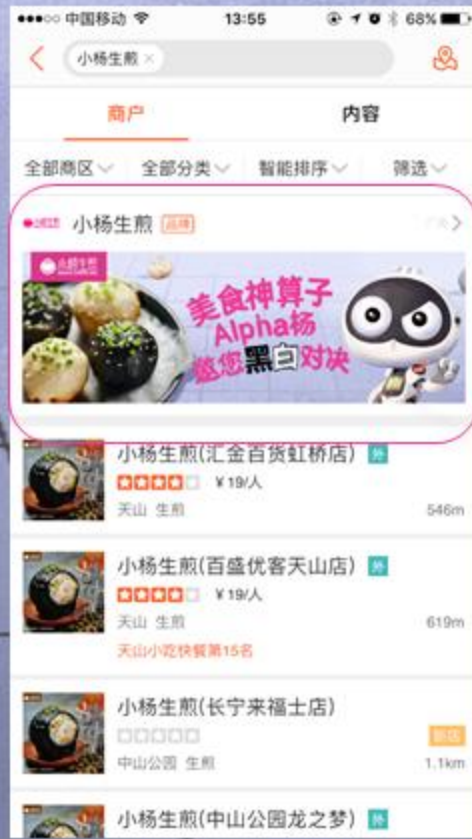 中国移动 13:55 68%
小杨生煎 ×
商户 内容
全部商区 全部分类 智能排序 筛选
小杨生煎 品牌
小杨生煎
美食神算子
Alpha杨
邀您黑白对决
小杨生煎(汇金百货虹桥店) 外
¥19/人
天山 生煎 546m
小杨生煎(百盛优客天山店) 外
¥19/人
天山 生煎 619m
天山小吃快餐第15名
小杨生煎(长宁来福士店)
新店
中山公园 生煎 1.1km
小杨生煎(中山公园龙之梦) 外